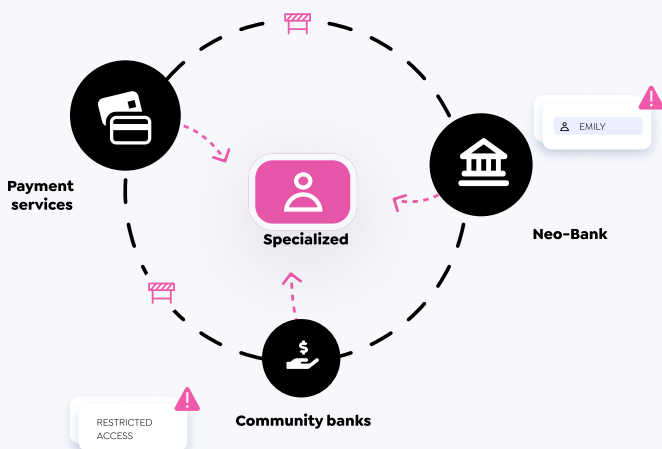 EMILY
Payment
services
Specialized
Neo-Bank
RESTRICTED
ACCESS
Community banks